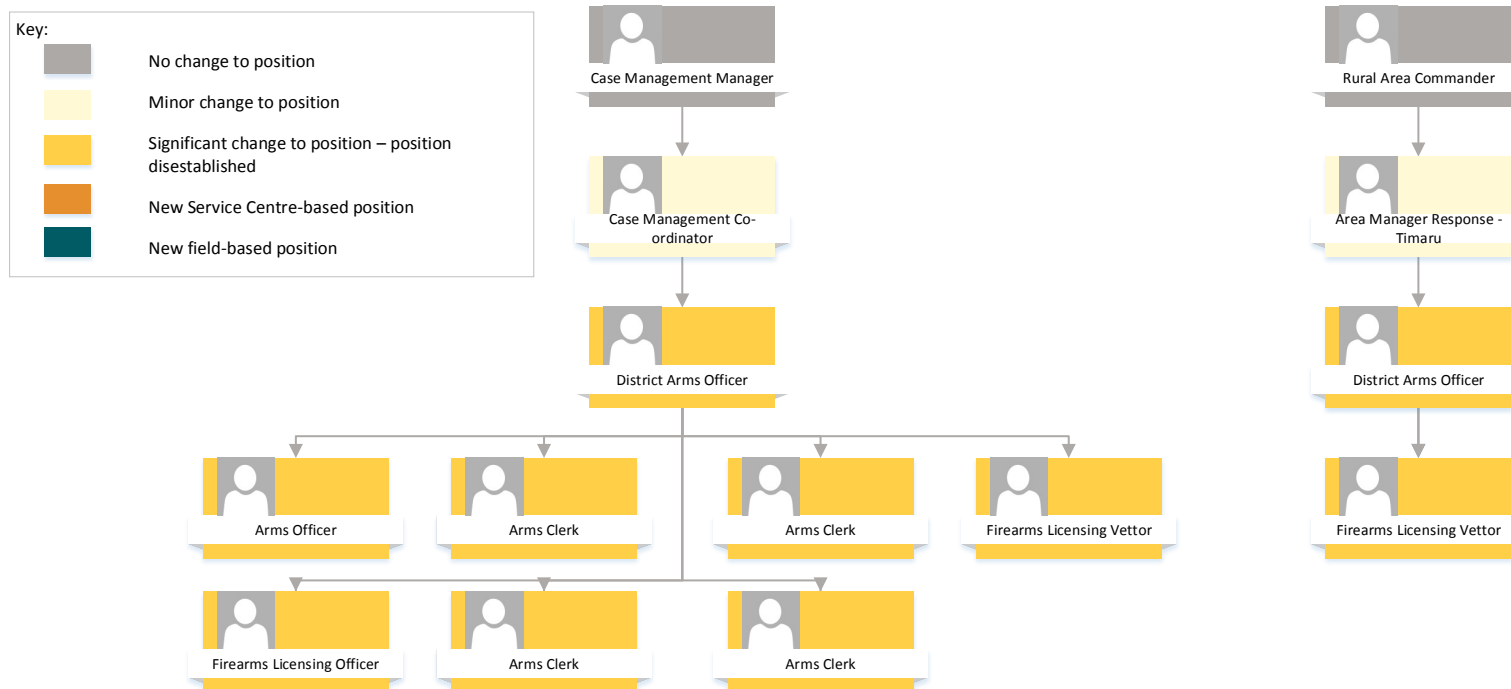 Key:
No change to position
Minor change to position
Significant change to position – position
disestablished
New Service Centre-based position
New field-based position
Case Management Manager
Rural Area Commander
Case Management Co-
ordinator
Area Manager Response -
Timaru
District Arms Officer
District Arms Officer
Arms Officer
Arms Clerk
Arms Clerk
Firearms Licensing Vettor
Firearms Licensing Vettor
Firearms Licensing Officer
Arms Clerk
Arms Clerk